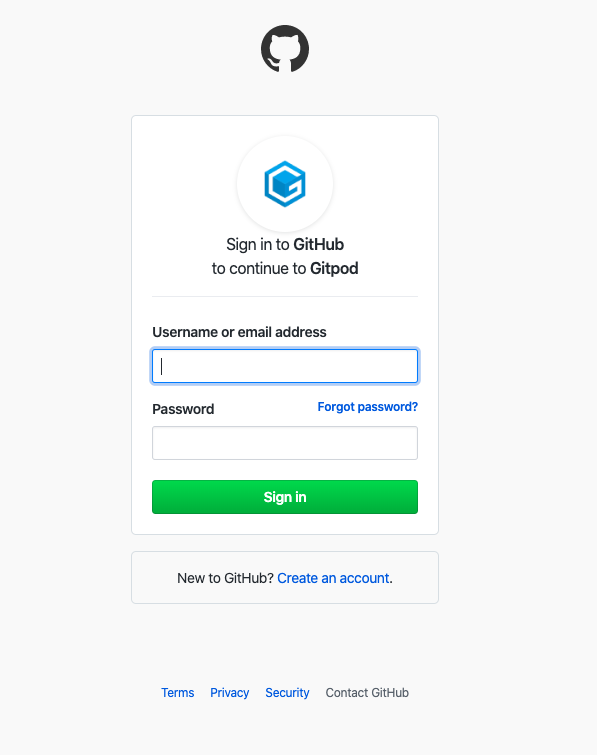 Sign in to GitHub
to continue to Gitpod
Username or email address
Password Forgot password?
Sign in
New to GitHub? Create an account.
Terms Privacy Security Contact GitHub